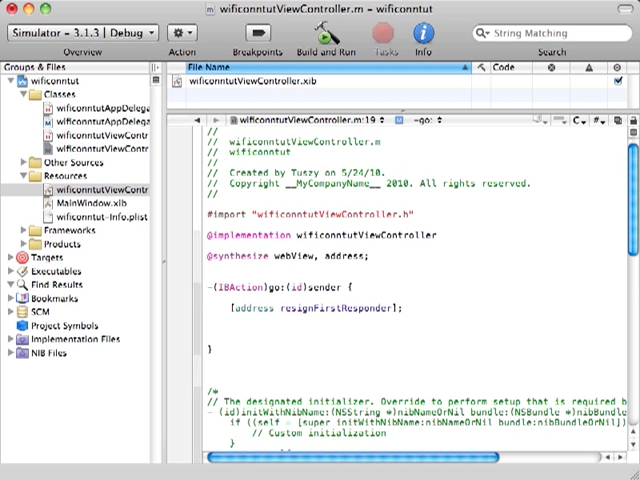 wificonntutViewController.m – wificonntut
Simulator - 3.1.3 | Debug
Overview
Action
Breakpoints
Build and Run
Tasks
Info
String Matching
Search
Groups & Files
wificonntut
Classes
wificonntutAppDelega
wificonntutAppDelega
wificonntutViewContr
wificonntutViewContr
Other Sources
Resources
wificonntutViewContr
MainWindow.xib
wificonntut-Info.plist
Frameworks
Products
Targets
Executables
Find Results
Bookmarks
SCM
Project Symbols
Implementation Files
NIB Files
File Name
Code
wificonntutViewController.xib
wificonntutViewController.m:19
M
-go:
C
#
//
//  wificonntutViewController.m
//  wificonntut
//
//  Created by Tuszy on 5/24/10.
//  Copyright __MyCompanyName__ 2010. All rights reserved.
//
#import "wificonntutViewController.h"
@implementation wificonntutViewController
@synthesize webView, address;
-(IBAction)go:(id)sender {
[address resignFirstResponder];
}
/*
// The designated initializer. Override to perform setup that is required b
- (id)initWithNibName:(NSString *)nibNameOrNil bundle:(NSBundle *)nibBundle
if ((self = [super initWithNibName:nibNameOrNil bundle:nibBundleOrNil])
// Custom initialization
}